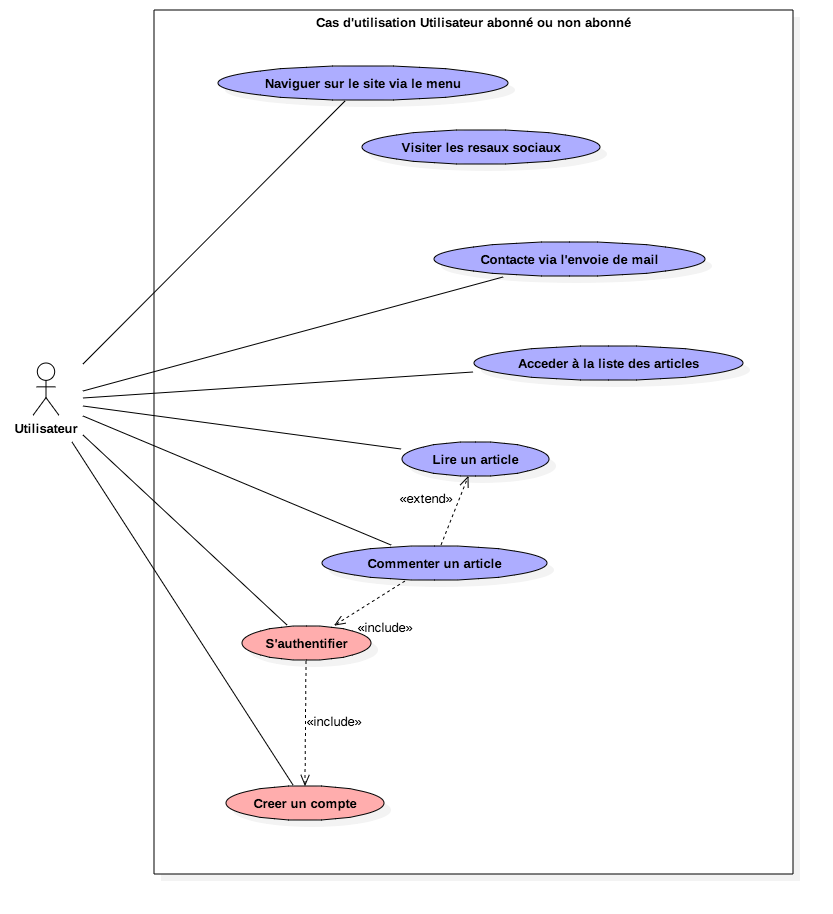 Cas d'utilisation Utilisateur abonné ou non abonné
Naviguer sur le site via le menu
Visiter les resaux sociaux
Contacte via l'envoie de mail
Acceder à la liste des articles
Utilisateur
Lire un article
«extend»
Commenter un article
«include»
S'authentifier
«include»
Creer un compte